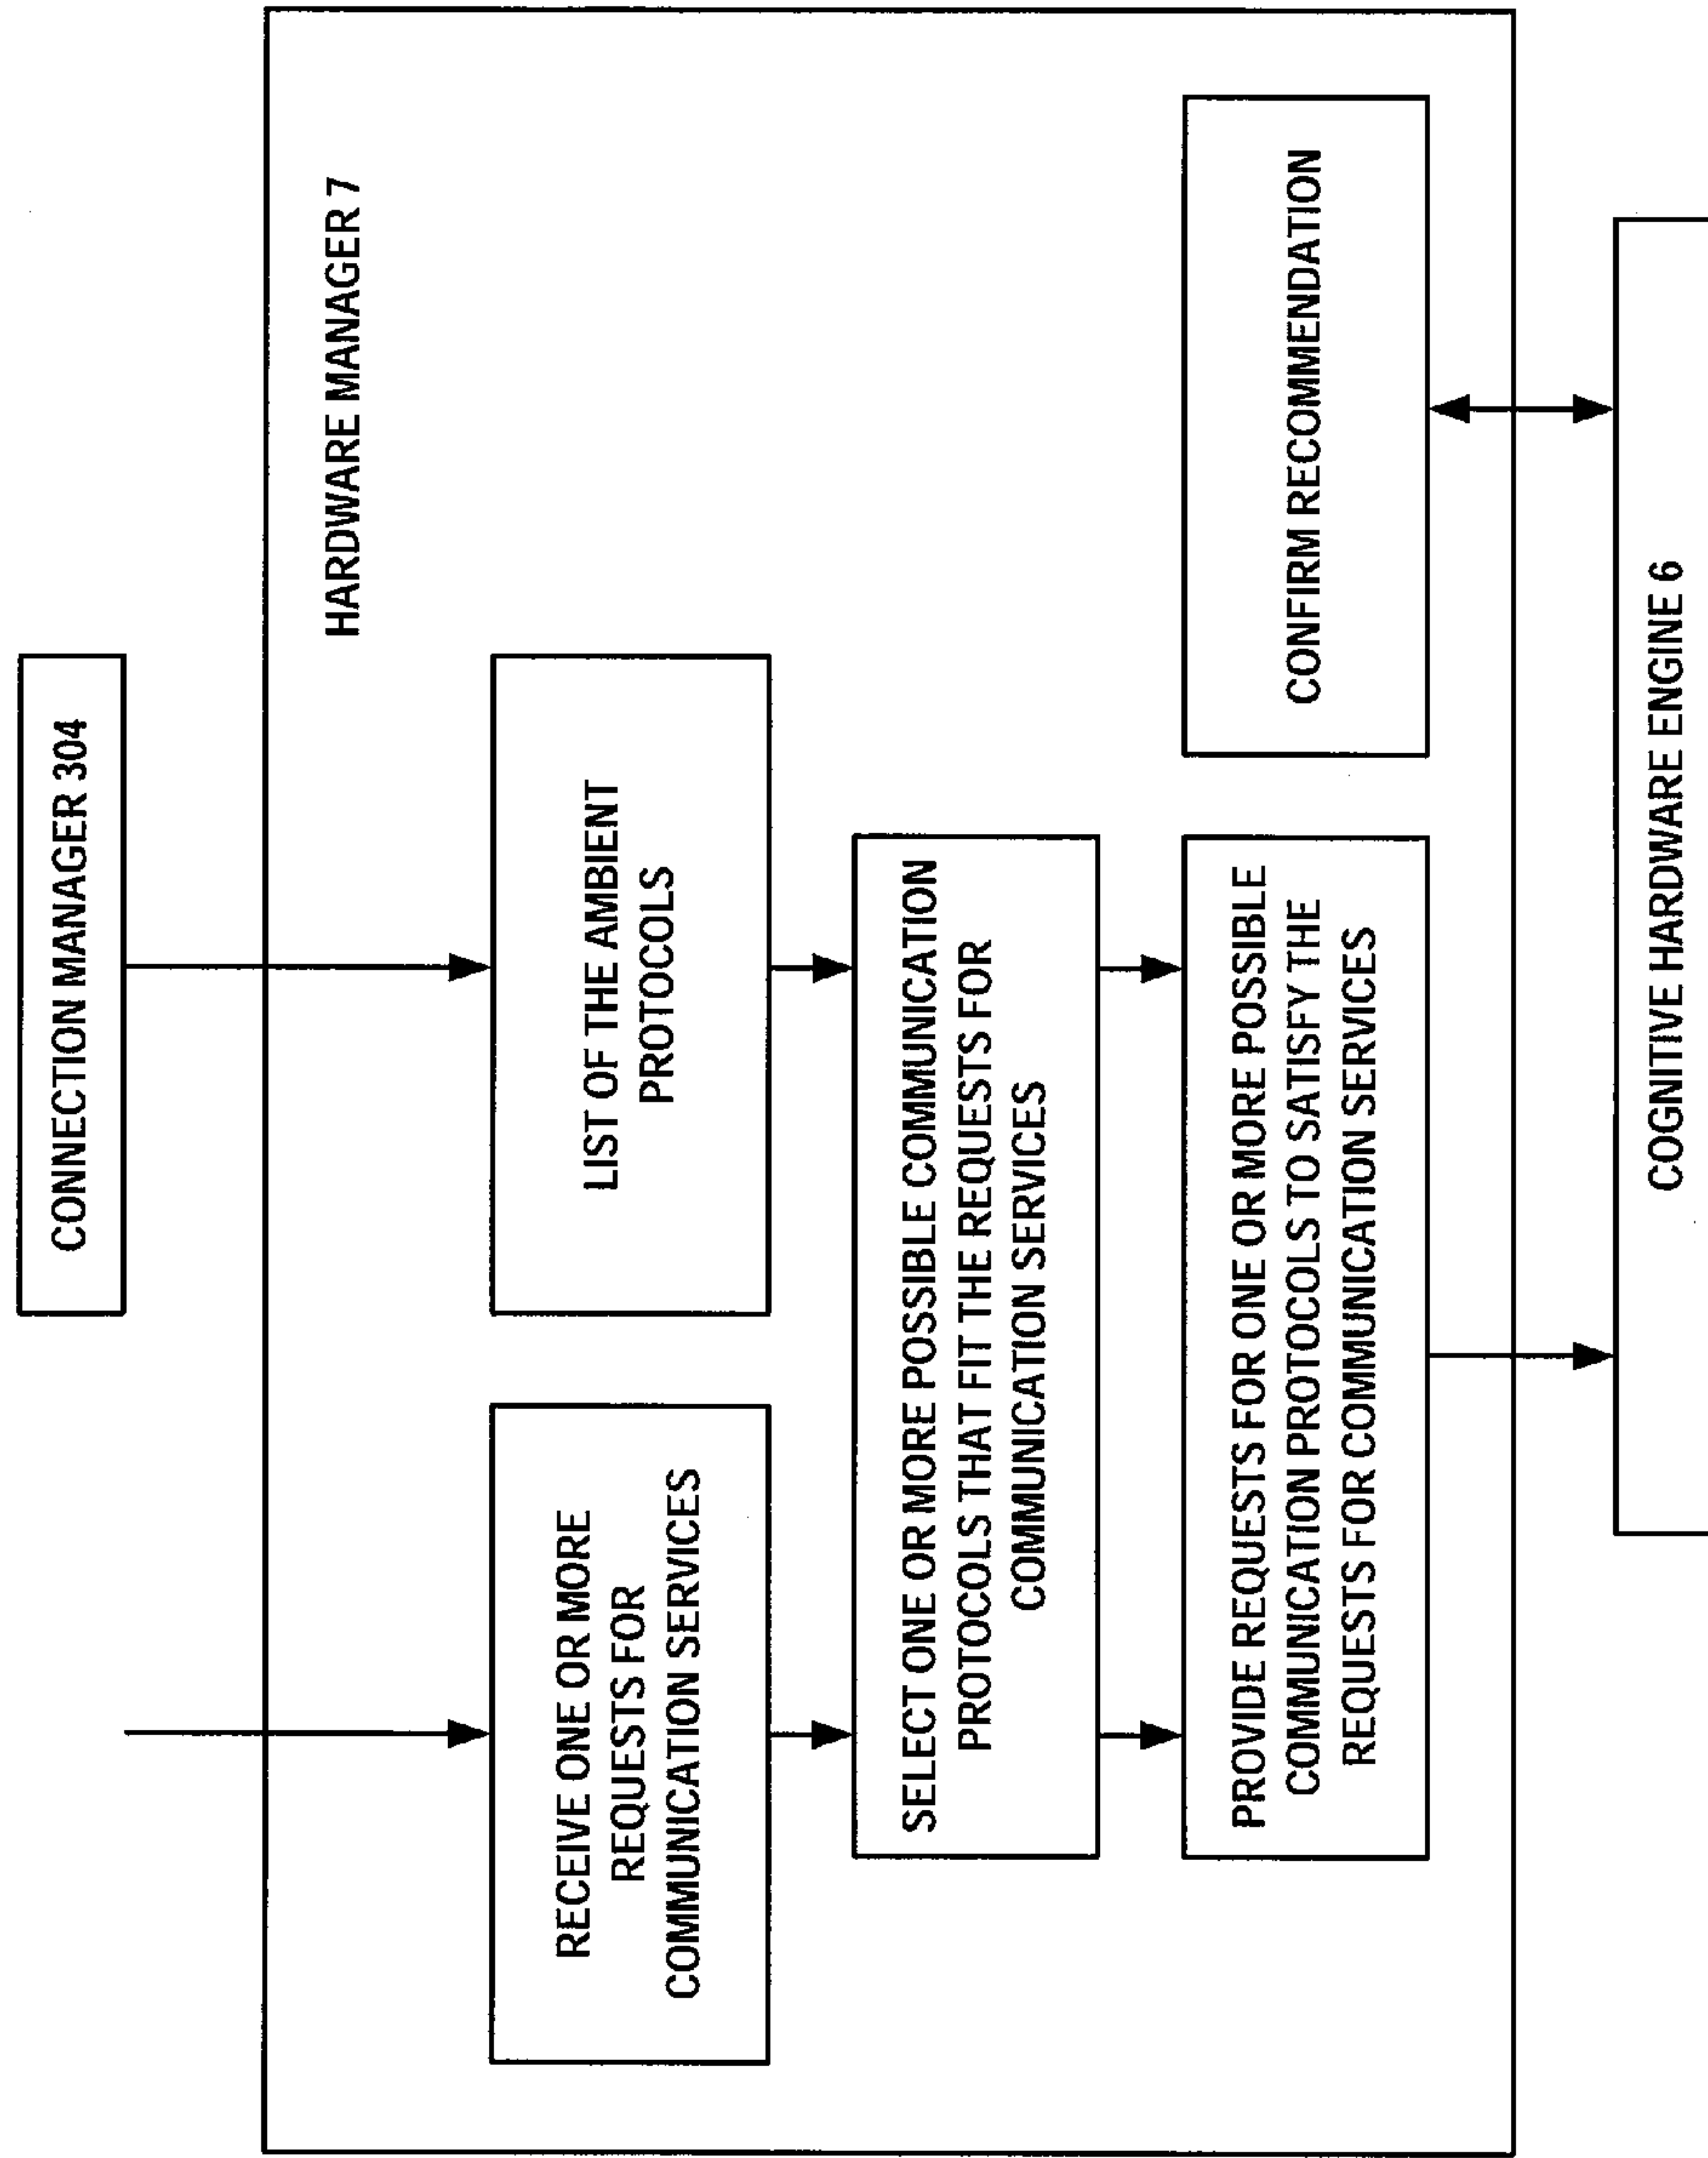 CONNECTION MANAGER 304
HARDWARE MANAGER 7
RECEIVE ONE OR MORE
REQUESTS FOR
COMMUNICATION SERVICES
LIST OF THE AMBIENT
PROTOCOLS
SELECT ONE OR MORE POSSIBLE COMMUNICATION
PROTOCOLS THAT FIT THE REQUESTS FOR
COMMUNICATION SERVICES
PROVIDE REQUESTS FOR ONE OR MORE POSSIBLE
COMMUNICATION PROTOCOLS TO SATISFY THE
REQUESTS FOR COMMUNICATION SERVICES
CONFIRM RECOMMENDATION
COGNITIVE HARDWARE ENGINE 6